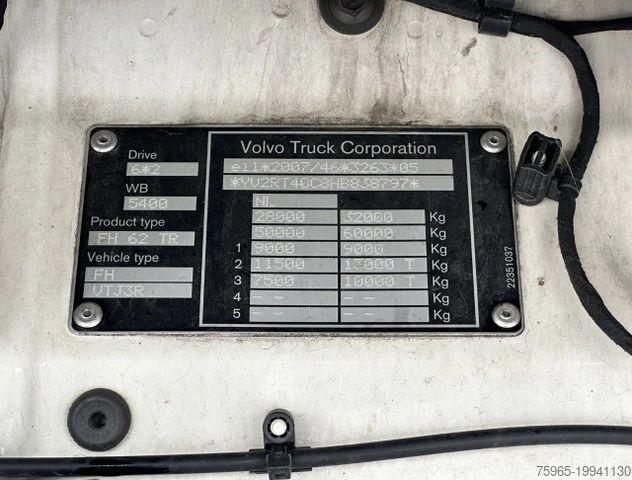 Volvo Truck Corporation
Drive
6*2
WB
5400
Product type
FH 62 TR
Vehicle type
FH
VTJ3R
e11*2007/46*3263*05
*YV2RT40C8HB838797*
NL
28000 32000 Kg
50000 60000 Kg
1 9000 9000 Kg
2 11500 T Kg
3 7500 10000 T Kg
4 -- -- Kg
5 -- -- Kg
22351037
75965-19941130